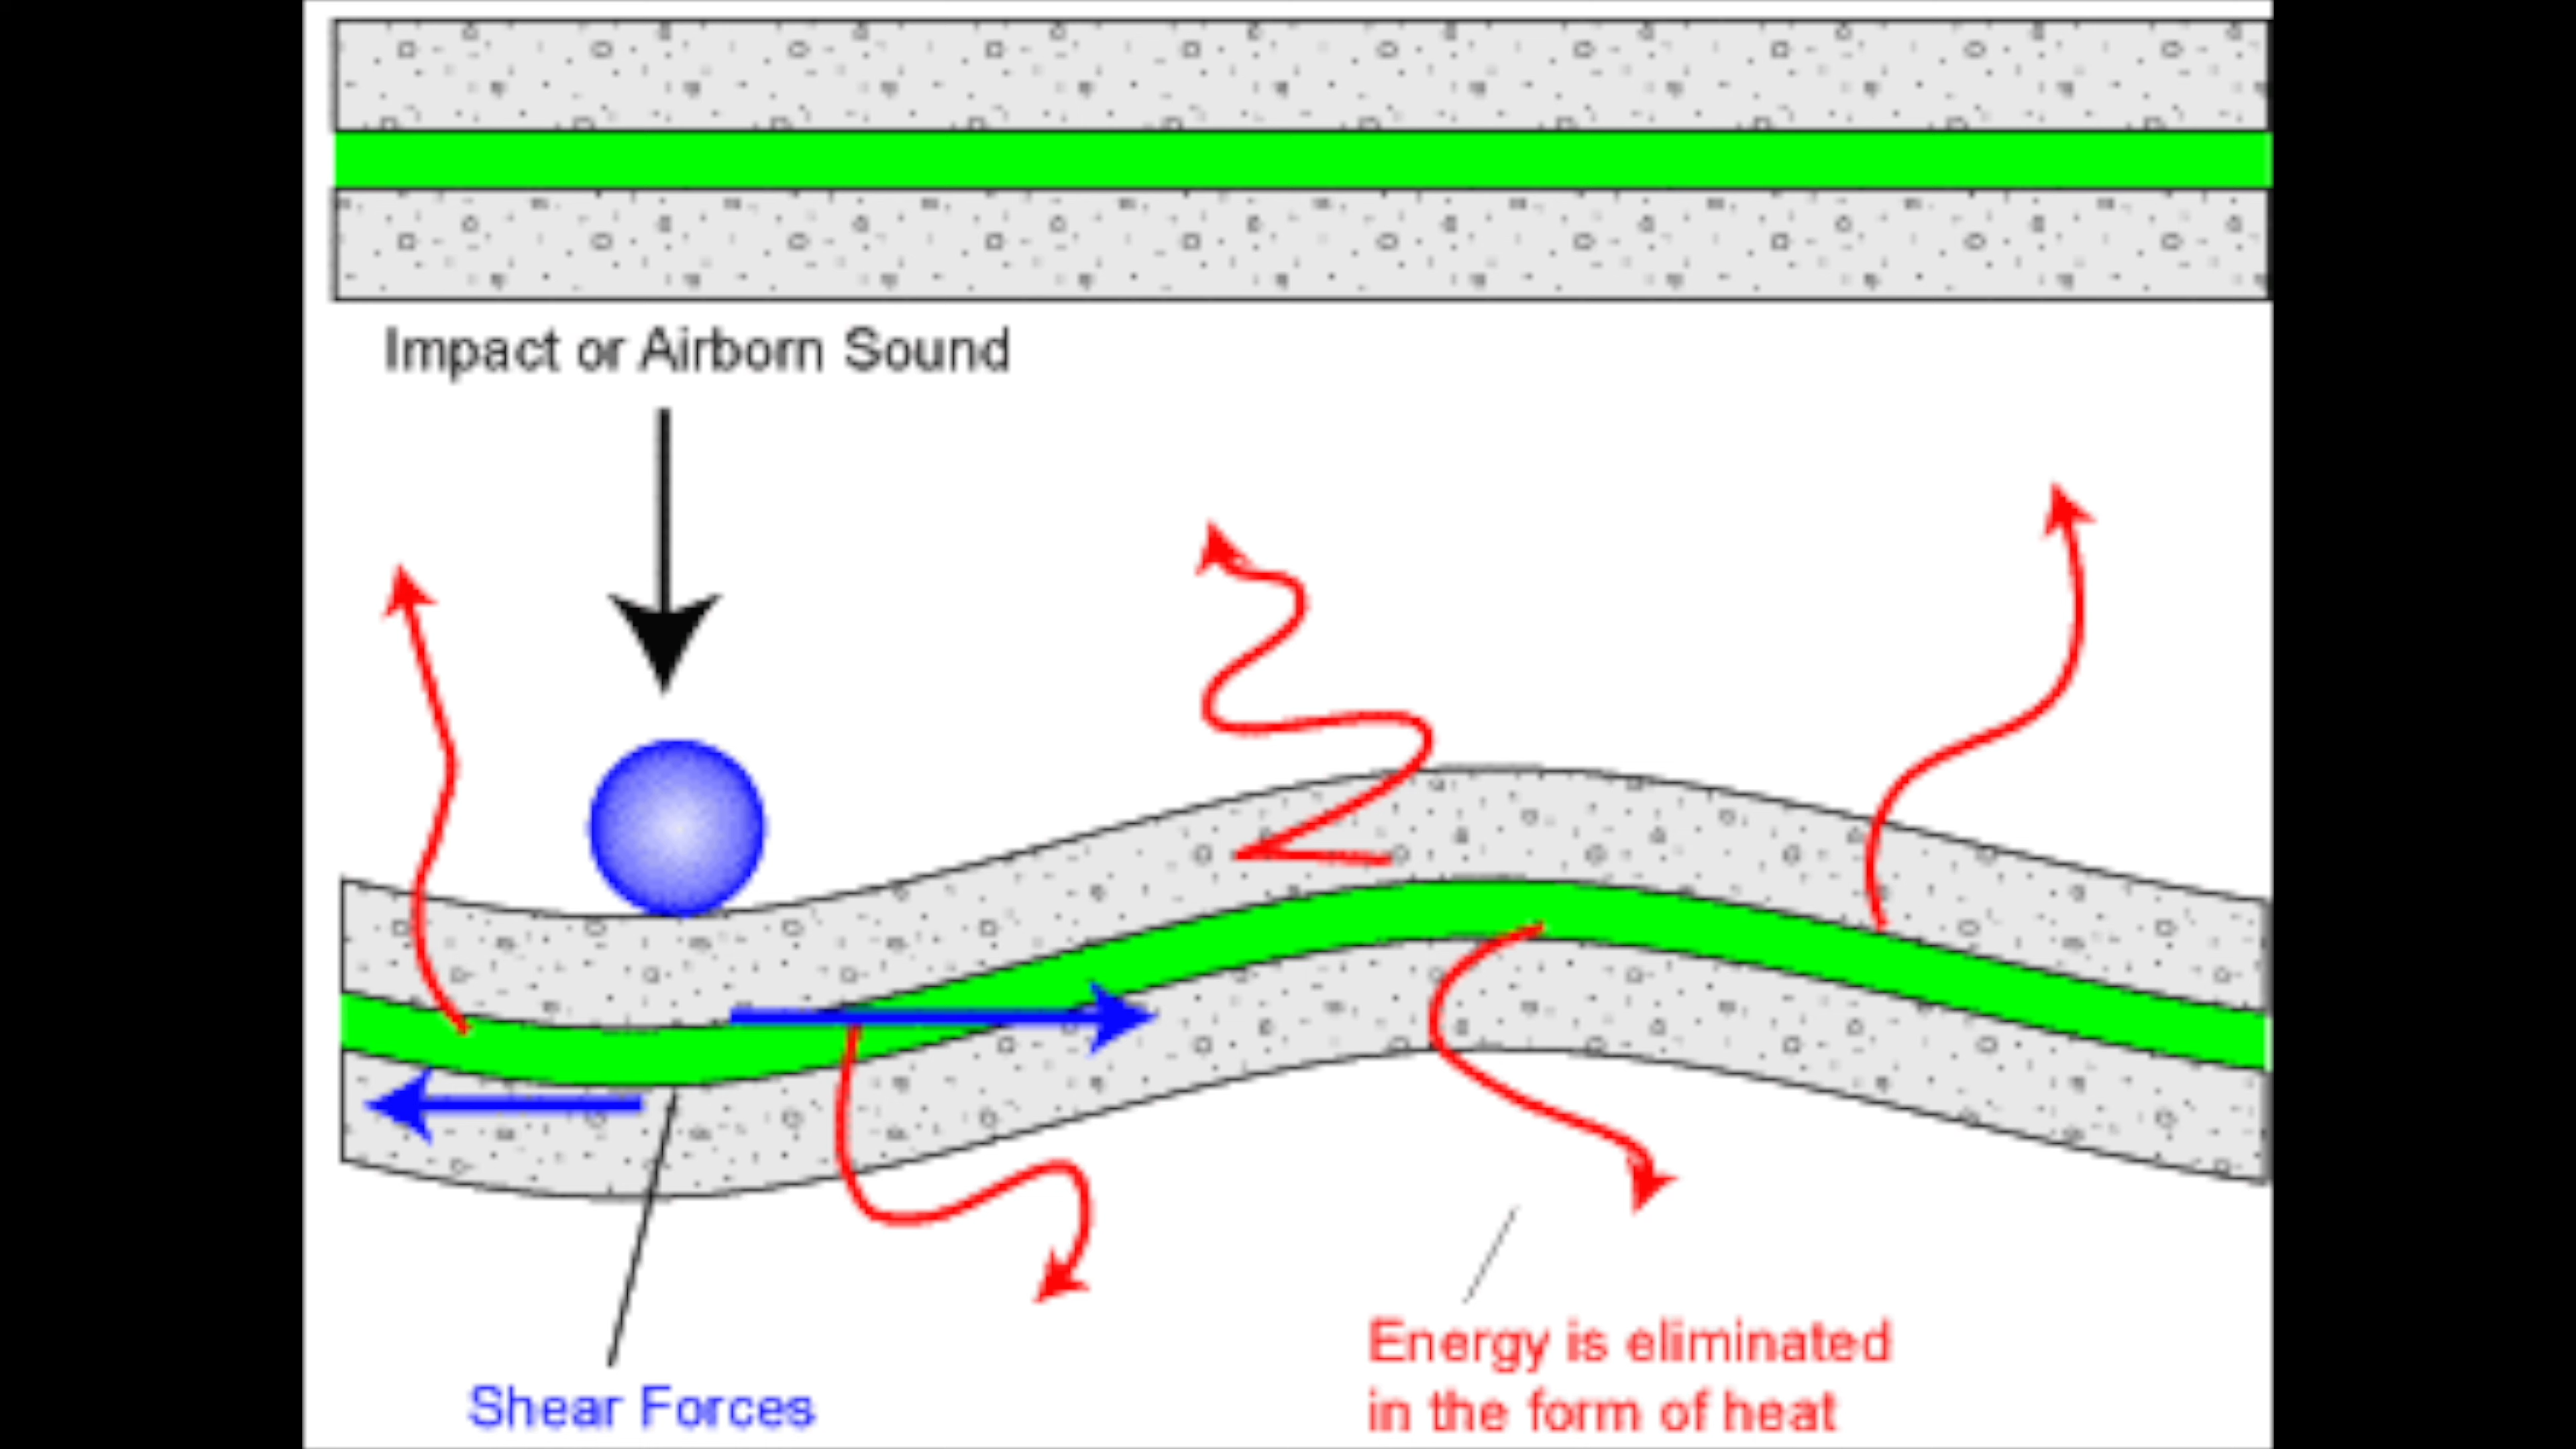 Impact or Airborn Sound
Shear Forces
Energy is eliminated
in the form of heat